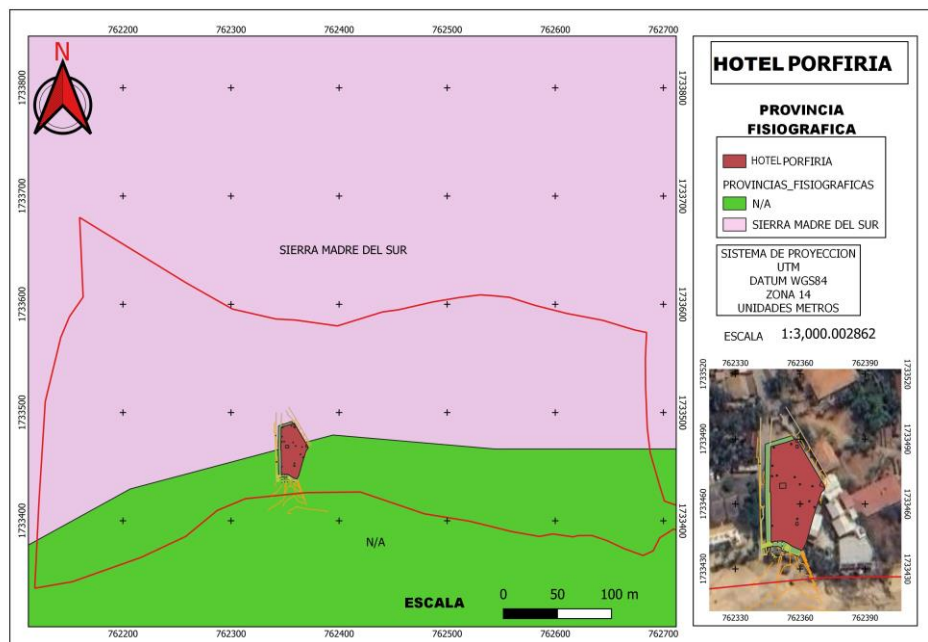 762200 762300 762400 762500 762600 762700
N
1733800
1733700
1733600
1733500
1733400
1733800
1733700
1733600
1733500
1733400
SIERRA MADRE DEL SUR
N/A
ESCALA
0 50 100 m
762200 762300 762400 762500 762600 762700
HOTEL PORFIRIA
PROVINCIA
FISIOGRAFICA
HOTEL PORFIRIA
PROVINCIAS_FISIOGRAFICAS
N/A
SIERRA MADRE DEL SUR
SISTEMA DE PROYECCION
UTM
DATUM WGS84
ZONA 14
UNIDADES METROS
ESCALA 1:3,000.002862
762330 762360 762390
1733520
1733490
1733460
1733430
1733520
1733490
1733460
1733430
762330 762360 762390